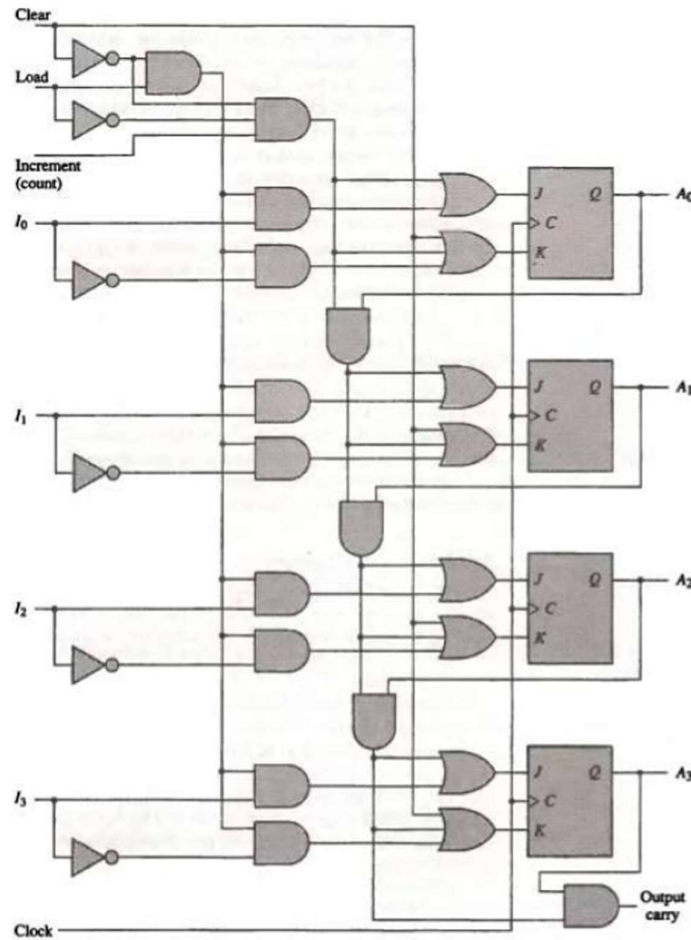 Clear
Load
Increment
(count)
I0
J Q A0
C
K
I1
J Q A1
C
K
I2
J Q A2
C
K
I3
J Q A3
C
K
Output
carry
Clock